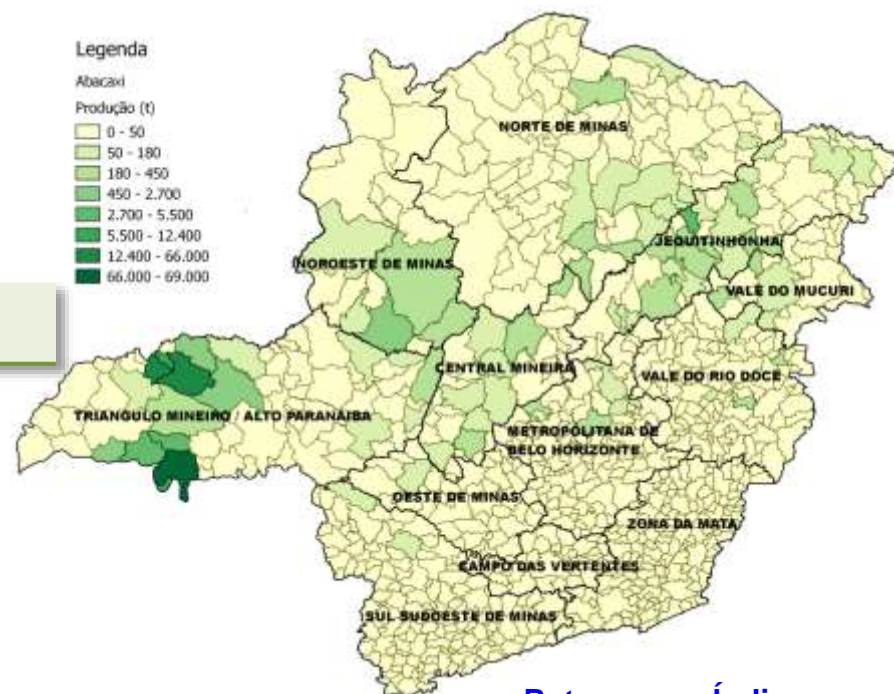 Legenda
Abacaxi
Produção (t)
0 - 50
50 - 180
180 - 450
450 - 2.700
2.700 - 5.500
5.500 - 12.400
12.400 - 66.000
66.000 - 69.000
NORTE DE MINAS
JEQUITINHONHA
NOROESTE DE MINAS
VALE DO MUCURI
CENTRAL MINEIRA
VALE DO RIO DOCE
TRIANGULO MINEIRO / ALTO PARANAIBA
METROPOLITANA DE
BELO HORIZONTE
OESTE DE MINAS
ZONA DA MATA
CAMPO DAS VERTENTES
SUL SUDOESTE DE MINAS